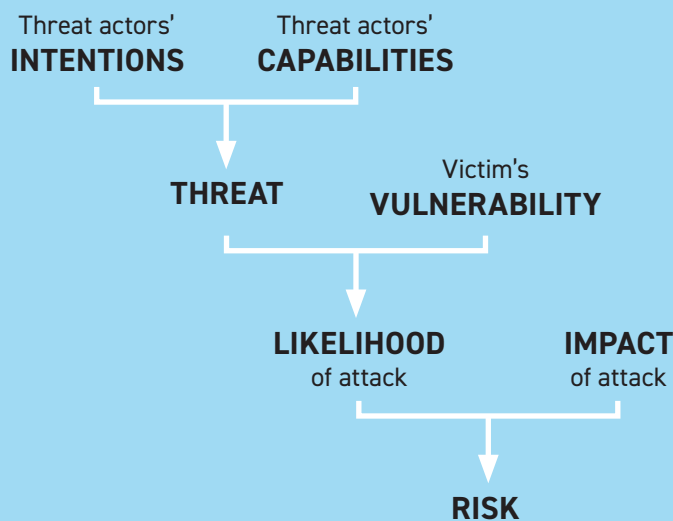 Threat actors’
INTENTIONS
Threat actors’
CAPABILITIES
THREAT
Victim’s
VULNERABILITY
LIKELIHOOD
of attack
IMPACT
of attack
RISK